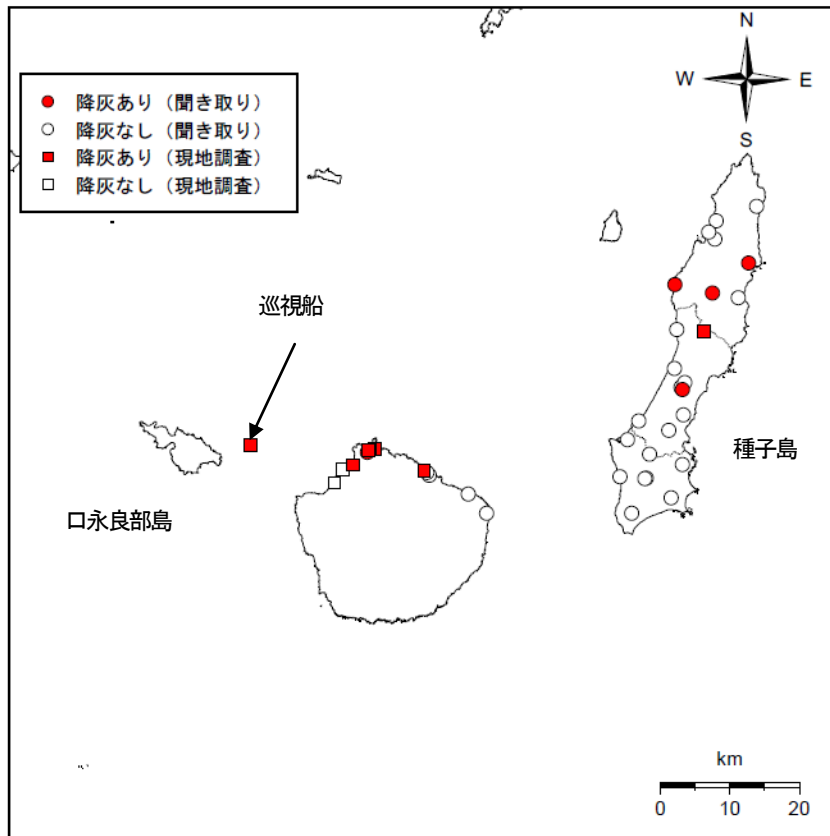 N
W E
S
降灰あり（聞き取り）
降灰なし（聞き取り）
降灰あり（現地調査）
降灰なし（現地調査）
巡視船
種子島
口永良部島
km
0 10 20